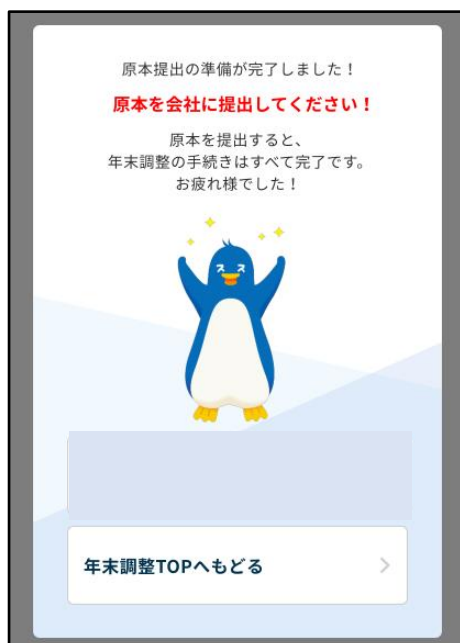 原本提出の準備が完了しました！
原本を会社に提出してください！
原本を提出すると、
年末調整の手続きはすべて完了です。
お疲れ様でした！
年末調整TOPへもどる